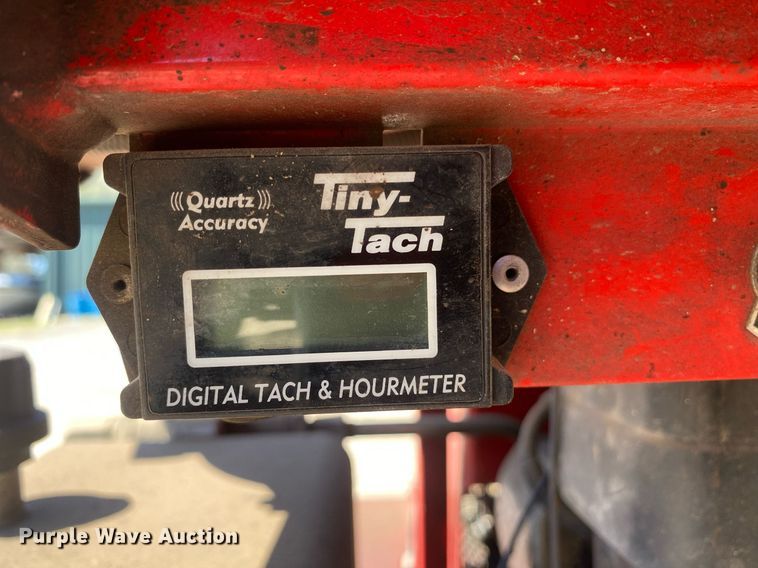 Quartz
Accuracy
Tiny-
Tach
DIGITAL TACH & HOURMETER
Purple Wave Auction